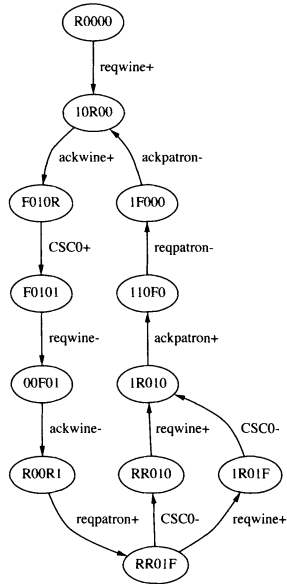 R0000
reqwine+
10R00
ackwine+
ackpatron-
F010R
1F000
CSC0+
reqpatron-
F0101
110F0
reqwine-
ackpatron+
00F01
1R010
ackwine-
reqwine+
CSC0-
R00R1
RR010
1R01F
reqpatron+
CSC0-
reqwine+
RR01F